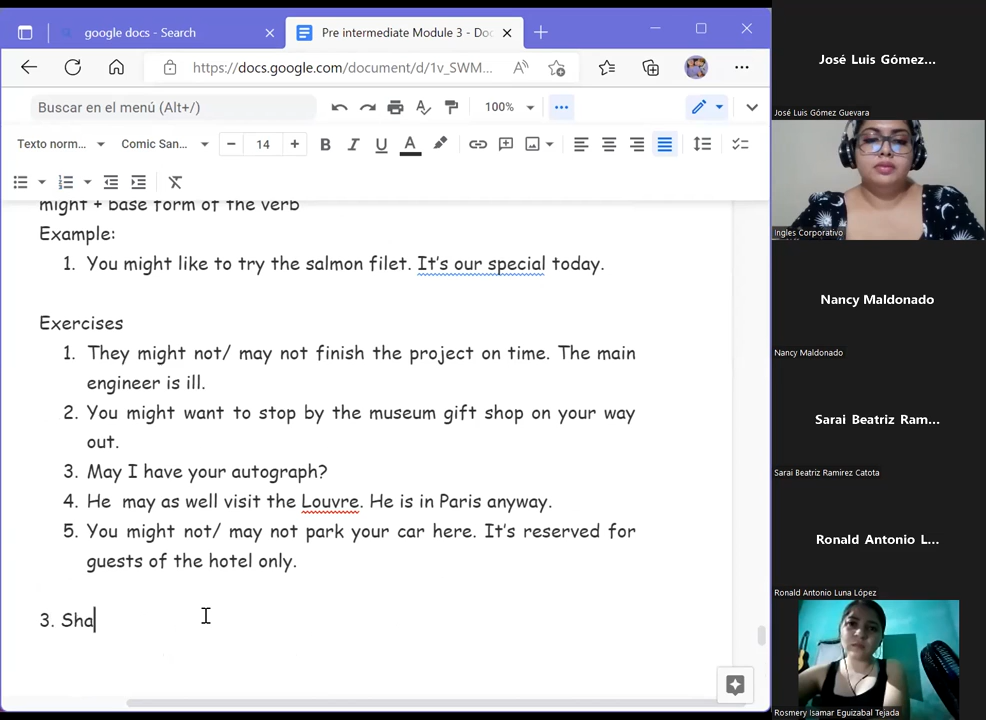 google docs - Search
Pre intermediate Module 3 - Doc
https://docs.google.com/document/d/1v_SWM...
Buscar en el menú (Alt+/)
100%
Texto norm...
Comic San...
14
might + base form of the verb
Example:
1. You might like to try the salmon filet. It's our special today.
Exercises
1. They might not/ may not finish the project on time. The main
engineer is ill.
2. You might want to stop by the museum gift shop on your way
out.
3. May I have your autograph?
4. He  may as well visit the Louvre. He is in Paris anyway.
5. You might not/ may not park your car here. It's reserved for
guests of the hotel only.
3. Sha
José Luis Gómez...
José Luis Gómez Guevara
Ingles Corporativo
Nancy Maldonado
Nancy Maldonado
Sarai Beatriz Ram...
Sarai Beatriz Ramirez Catota
Ronald Antonio L...
Ronald Antonio Luna López
Rosmery Isamar Eguizabal Tejada